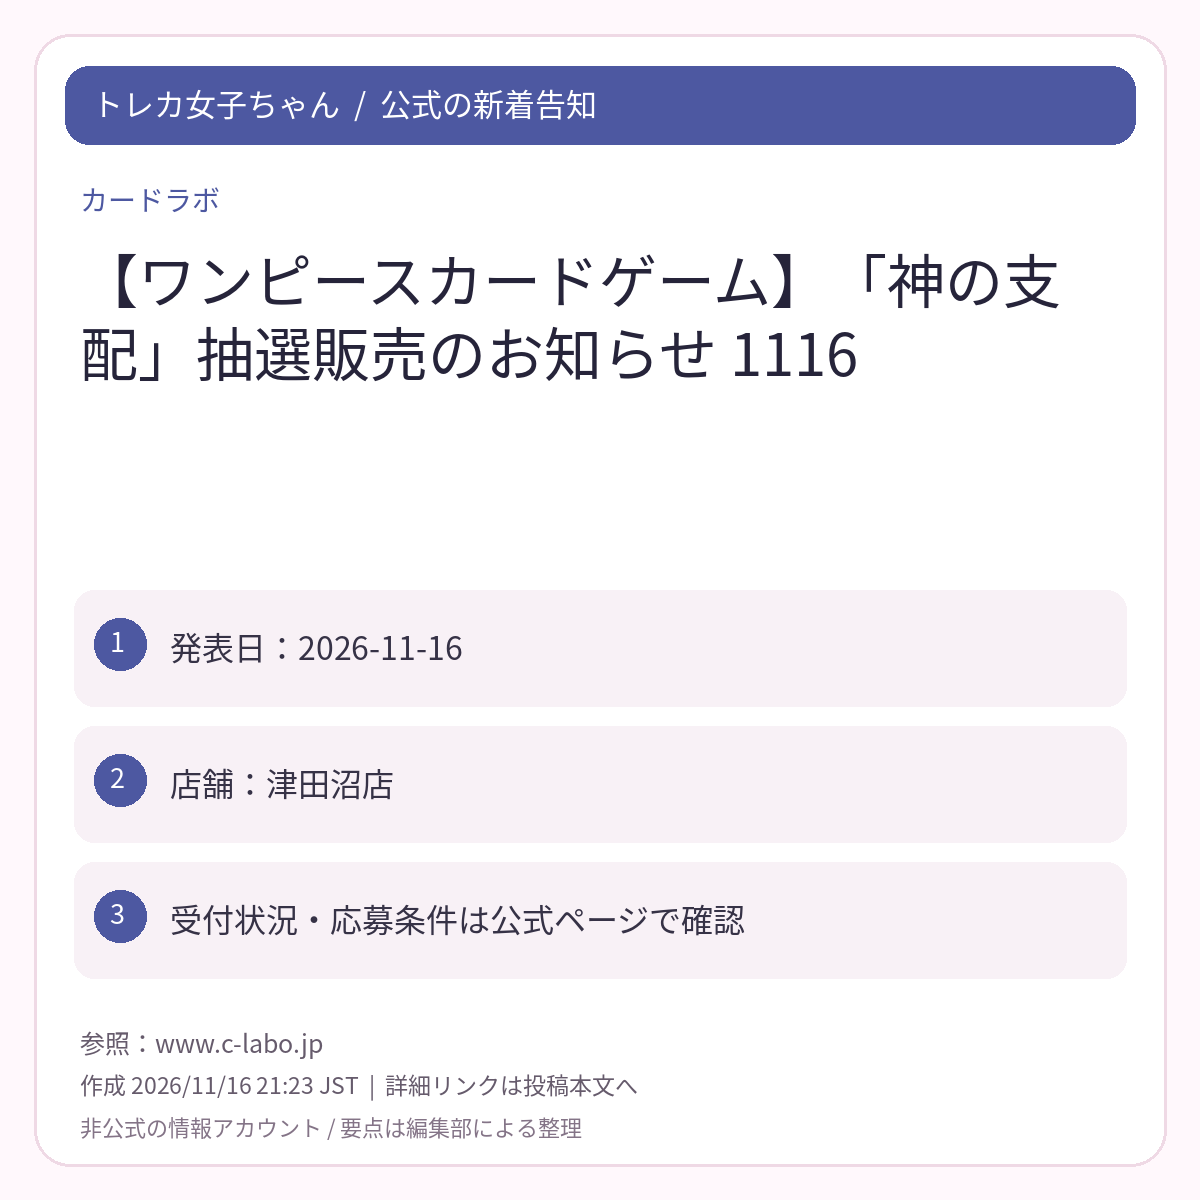 トレカ女子ちゃん / 公式の新着告知
カードラボ
【ワンピースカードゲーム】「神の支
配」抽選販売のお知らせ 1116
1 発表日：2026-11-16
2 店舗：津田沼店
3 受付状況・応募条件は公式ページで確認
参照：www.c-labo.jp
作成 2026/11/16 21:23 JST｜詳細リンクは投稿本文へ
非公式の情報アカウント / 要点は編集部による整理